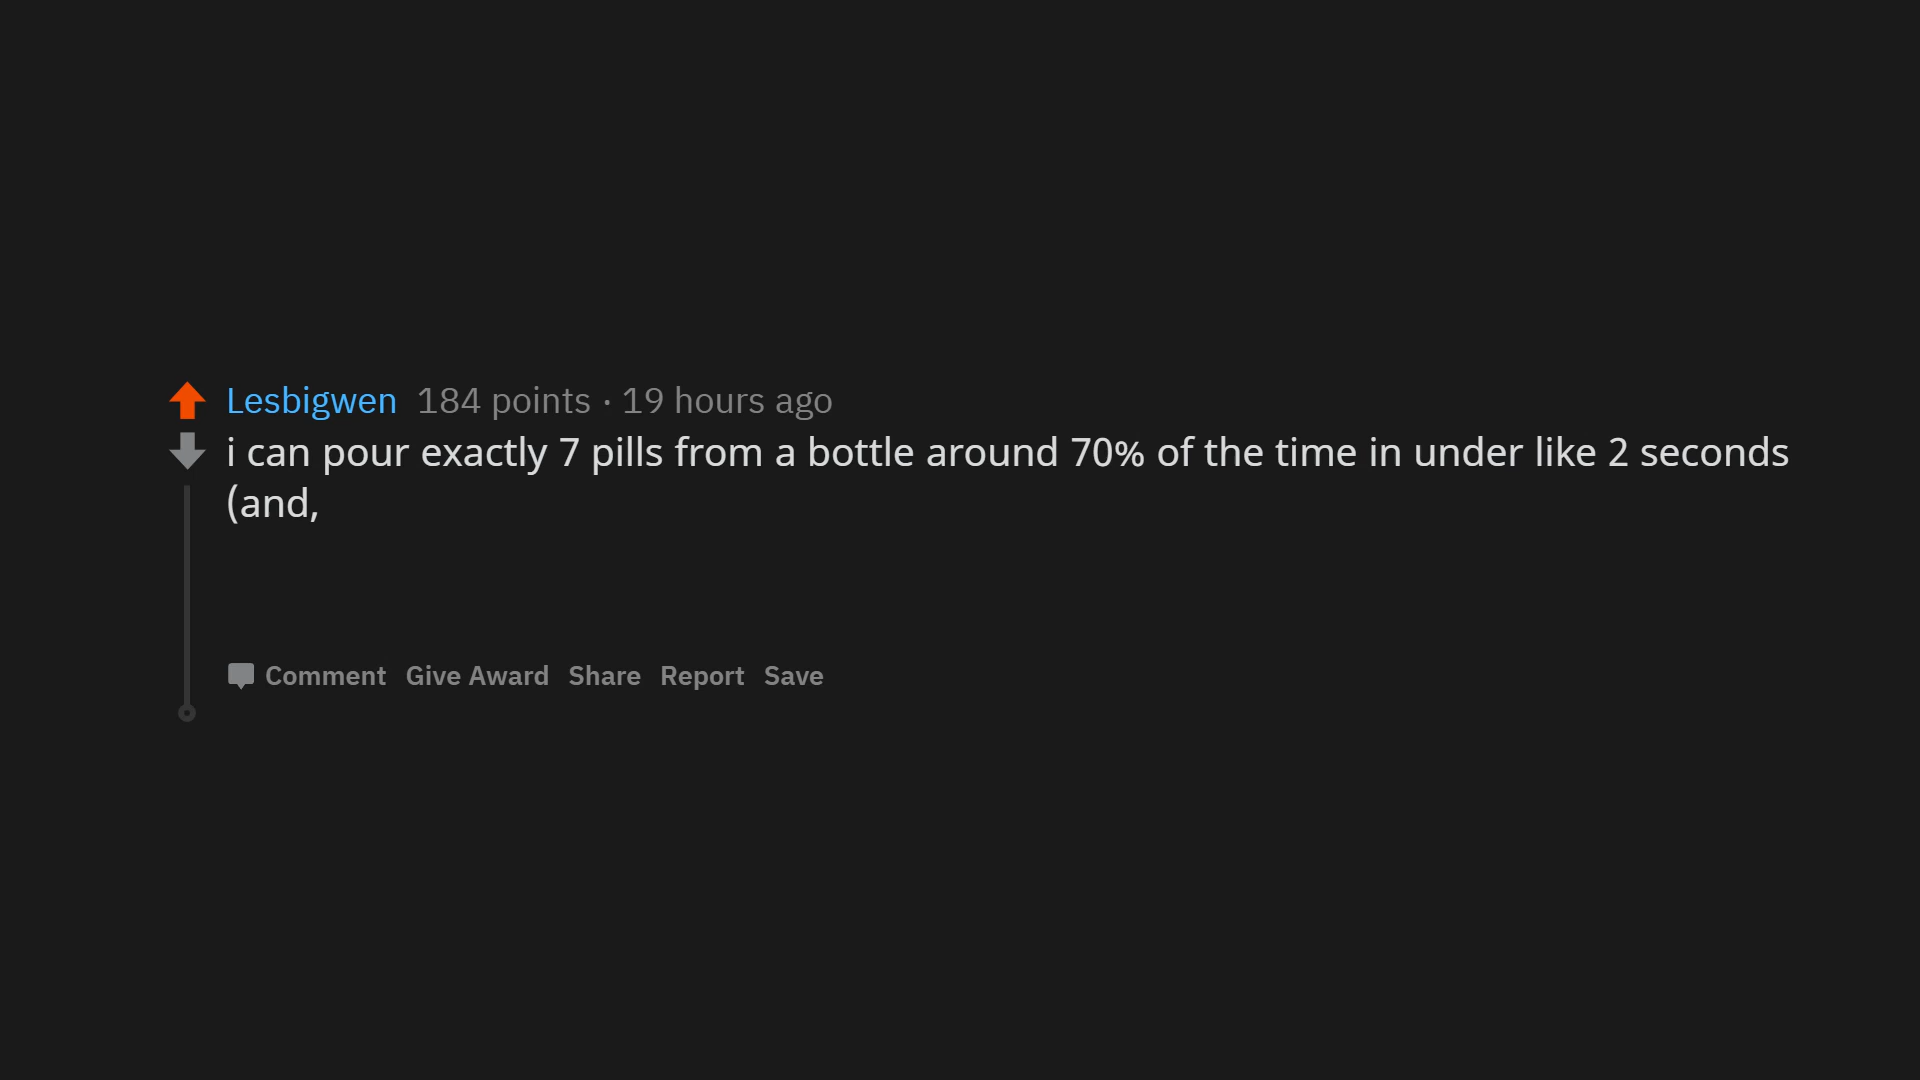 Lesbigwen 184 points · 19 hours ago
i can pour exactly 7 pills from a bottle around 70% of the time in under like 2 seconds
(and,
Comment Give Award Share Report Save